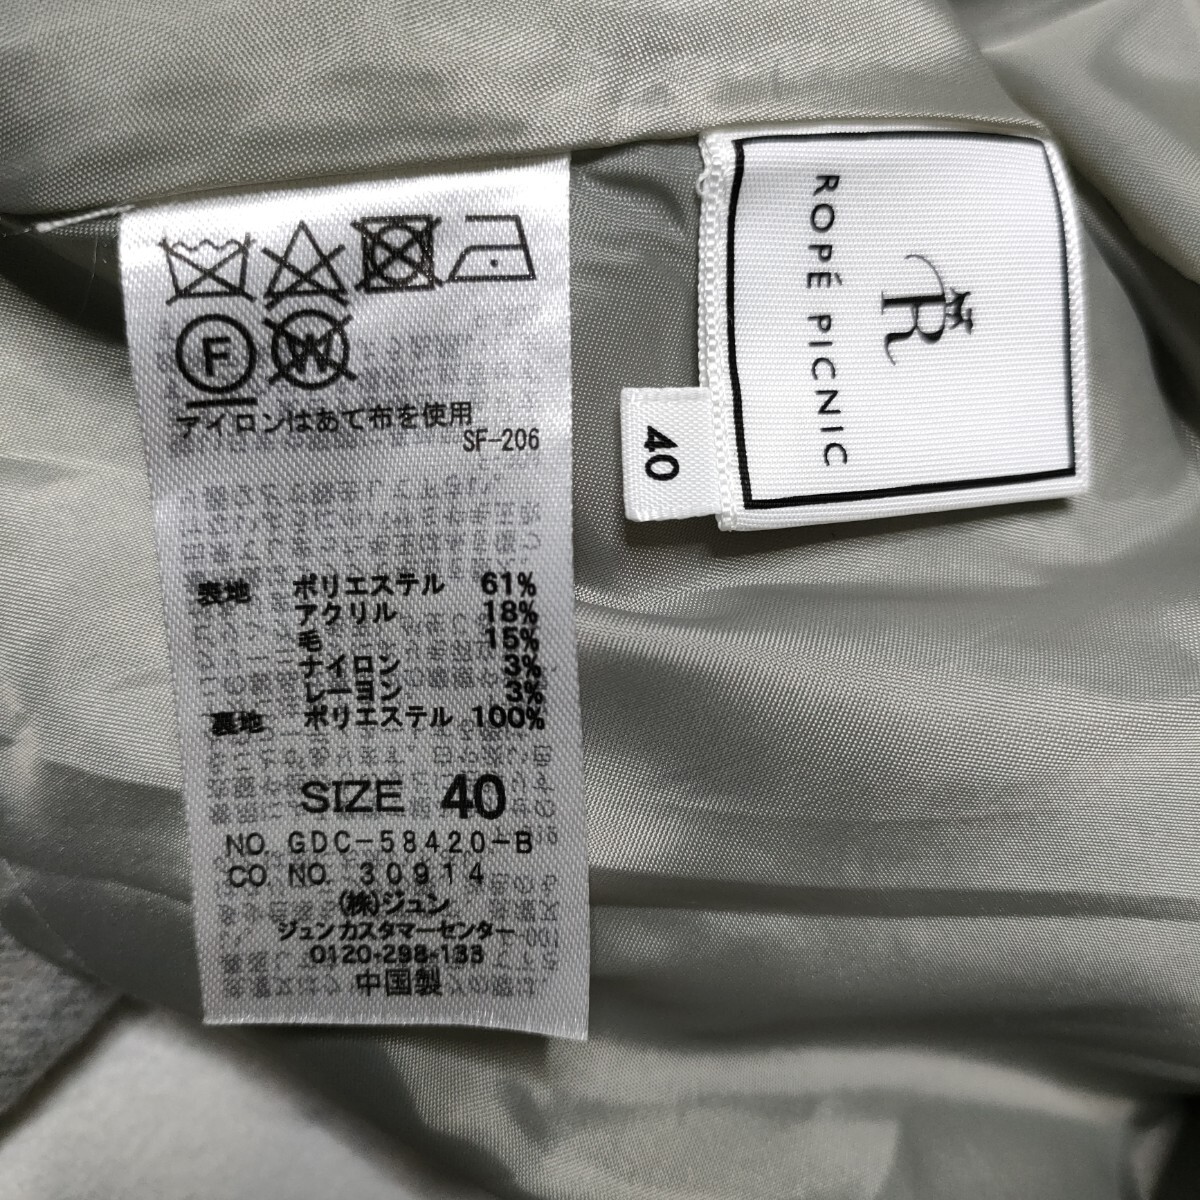 F W
アイロンはあて布を使用
SF-206
表地 ポリエステル 61%
アクリル 18%
毛 15%
ナイロン 3%
レーヨン 3%
裏地 ポリエステル 100%
SIZE 40
NO. GDC-58420-B
CO. NO. 30914
(株)ジュン
ジュンカスタマーセンター
0120-298-133
中国製
R
ROPÉ PICNIC
40